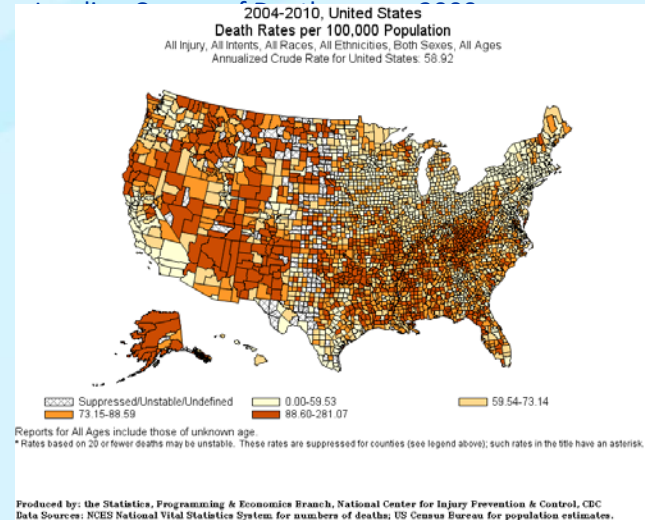 2004-2010, United States
Death Rates per 100,000 Population
All Injury, All Intents, All Races, All Ethnicities, Both Sexes, All Ages
Annualized Crude Rate for United States: 58.92
Suppressed/Unstable/Undefined
0.00-59.53
59.54-73.14
73.15-88.59
88.60-281.07
Reports for All Ages include those of unknown age.
* Rates based on 20 or fewer deaths may be unstable. These rates are suppressed for counties (see legend above); such rates in the title have an asterisk.
Produced by: the Statistics, Programming & Economics Branch, National Center for Injury Prevention & Control, CDC
Data Sources: NCHS National Vital Statistics System for numbers of deaths; US Census Bureau for population estimates.